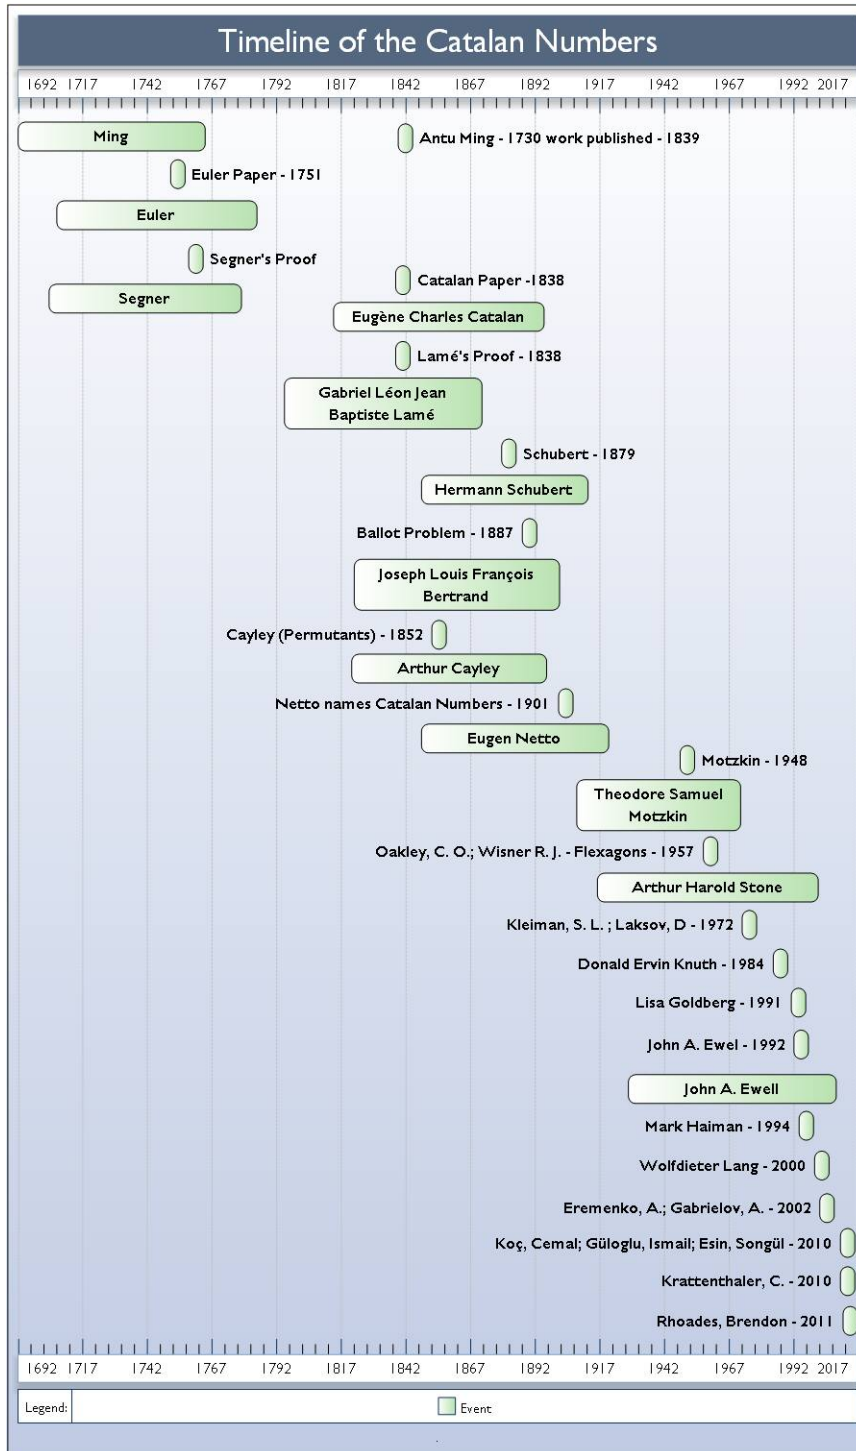 Timeline of the Catalan Numbers
1692 1717 1742 1767 1792 1817 1842 1867 1892 1917 1942 1967 1992 2017
Ming
Antu Ming - 1730 work published - 1839
Euler Paper - 1751
Euler
Segner's Proof
Catalan Paper -1838
Segner
Eugène Charles Catalan
Lamé's Proof - 1838
Gabriel Léon Jean
Baptiste Lamé
Schubert - 1879
Hermann Schubert
Ballot Problem - 1887
Joseph Louis François
Bertrand
Cayley (Permutants) - 1852
Arthur Cayley
Netto names Catalan Numbers - 1901
Eugen Netto
Motzkin - 1948
Theodore Samuel
Motzkin
Oakley, C. O.; Wisner R. J. - Flexagons - 1957
Arthur Harold Stone
Kleiman, S. L. ; Laksov, D - 1972
Donald Ervin Knuth - 1984
Lisa Goldberg - 1991
John A. Ewel - 1992
John A. Ewell
Mark Haiman - 1994
Wolfdieter Lang - 2000
Eremenko, A.; Gabrielov, A. - 2002
Koç, Cemal; Güloglu, Ismail; Esin, Songül - 2010
Krattenthaler, C. - 2010
Rhoades, Brendon - 2011
1692 1717 1742 1767 1792 1817 1842 1867 1892 1917 1942 1967 1992 2017
Legend:
Event